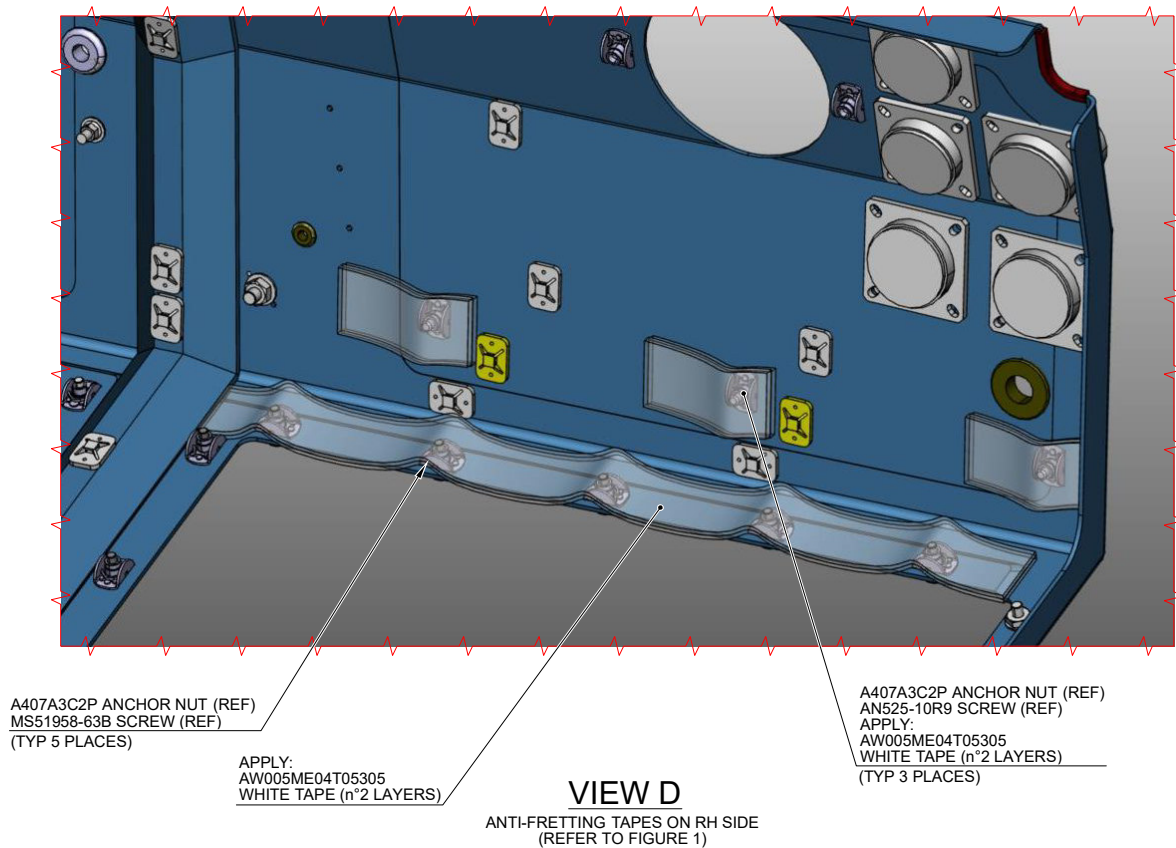 A407A3C2P ANCHOR NUT (REF)
MS51958-63B SCREW (REF)
(TYP 5 PLACES)
APPLY:
AW005ME04T05305
WHITE TAPE (n°2 LAYERS)
A407A3C2P ANCHOR NUT (REF)
AN525-10R9 SCREW (REF)
APPLY:
AW005ME04T05305
WHITE TAPE (n°2 LAYERS)
(TYP 3 PLACES)
VIEW D
ANTI-FRETTING TAPES ON RH SIDE
(REFER TO FIGURE 1)